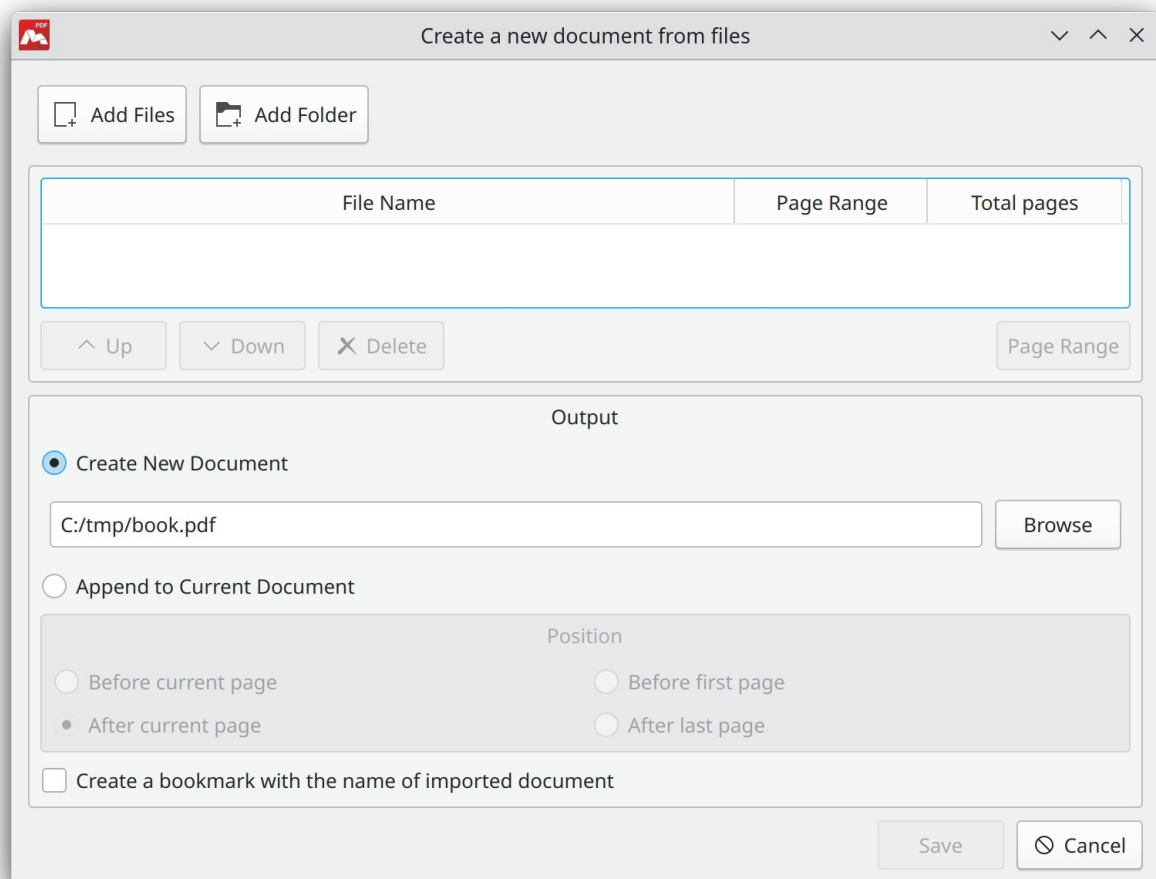 PDF
Create a new document from files
Add Files
Add Folder
File Name Page Range Total pages
Up Down Delete Page Range
Output
Create New Document
C:/tmp/book.pdf Browse
Append to Current Document
Position
Before current page Before first page
After current page After last page
Create a bookmark with the name of imported document
Save Cancel